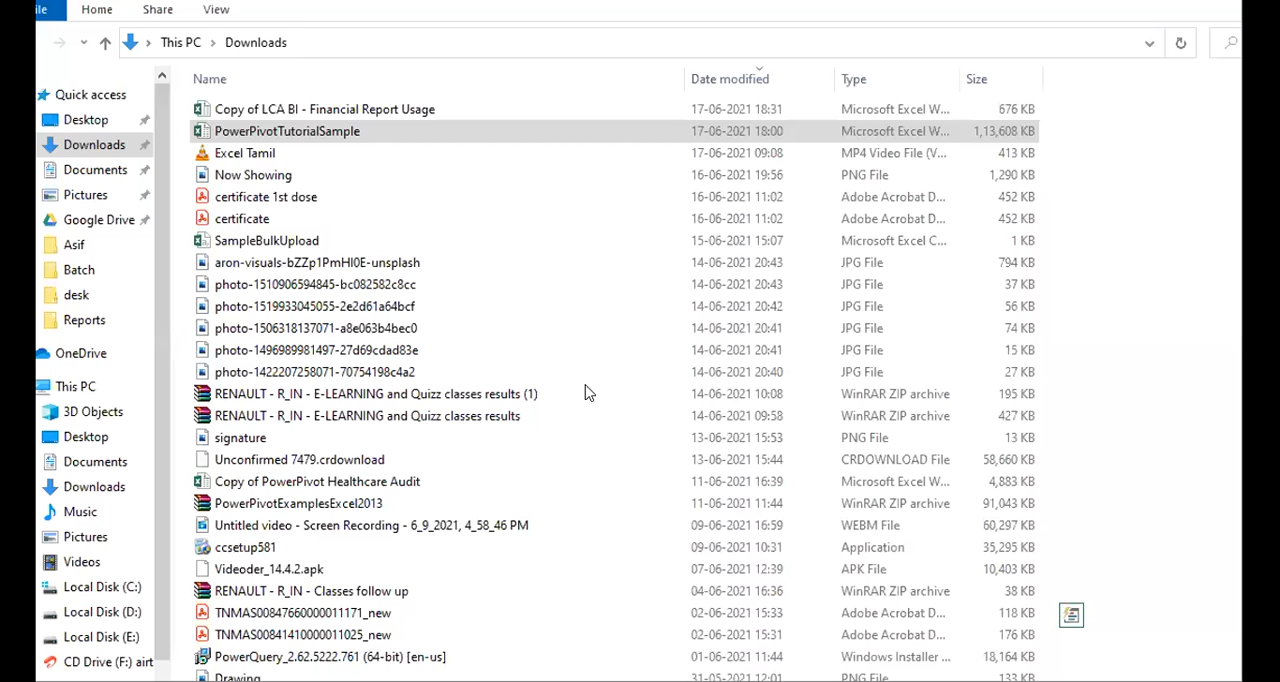 ile Home Share View
This PC Downloads
Name Date modified Type Size
Quick access
Desktop
Downloads
Documents
Pictures
Google Drive
Asif
Batch
desk
Reports
OneDrive
This PC
3D Objects
Desktop
Documents
Downloads
Music
Pictures
Videos
Local Disk (C:)
Local Disk (D:)
Local Disk (E:)
CD Drive (F:) airt
Copy of LCA BI - Financial Report Usage 17-06-2021 18:31 Microsoft Excel W... 676 KB
PowerPivotTutorialSample 17-06-2021 18:00 Microsoft Excel W... 1,13,608 KB
Excel Tamil 17-06-2021 09:08 MP4 Video File (V... 413 KB
Now Showing 16-06-2021 19:56 PNG File 1,290 KB
certificate 1st dose 16-06-2021 11:02 Adobe Acrobat D... 452 KB
certificate 16-06-2021 11:02 Adobe Acrobat D... 452 KB
SampleBulkUpload 15-06-2021 15:07 Microsoft Excel C... 1 KB
aron-visuals-bZZp1PmHI0E-unsplash 14-06-2021 20:43 JPG File 794 KB
photo-1510906594845-bc082582c8cc 14-06-2021 20:43 JPG File 37 KB
photo-1519933045055-2e2d61a64bcf 14-06-2021 20:42 JPG File 56 KB
photo-1506318137071-a8e063b4bec0 14-06-2021 20:41 JPG File 74 KB
photo-1496989981497-27d69cdad83e 14-06-2021 20:41 JPG File 15 KB
photo-1422207258071-70754198c4a2 14-06-2021 20:40 JPG File 27 KB
RENAULT - R_IN - E-LEARNING and Quizz classes results (1) 14-06-2021 10:08 WinRAR ZIP archive 195 KB
RENAULT - R_IN - E-LEARNING and Quizz classes results 14-06-2021 09:58 WinRAR ZIP archive 427 KB
signature 13-06-2021 15:53 PNG File 13 KB
Unconfirmed 7479.crdownload 13-06-2021 15:44 CRDOWNLOAD File 58,660 KB
Copy of PowerPivot Healthcare Audit 11-06-2021 16:39 Microsoft Excel W... 4,883 KB
PowerPivotExamplesExcel2013 11-06-2021 11:44 WinRAR ZIP archive 91,043 KB
Untitled video - Screen Recording - 6_9_2021, 4_58_46 PM 09-06-2021 16:59 WEBM File 60,297 KB
ccsetup581 09-06-2021 10:31 Application 35,295 KB
Videoder_14.4.2.apk 07-06-2021 12:39 APK File 10,403 KB
RENAULT - R_IN - Classes follow up 04-06-2021 16:36 WinRAR ZIP archive 38 KB
TNMAS00847660000011171_new 02-06-2021 15:33 Adobe Acrobat D... 118 KB
TNMAS00841410000011025_new 02-06-2021 15:31 Adobe Acrobat D... 176 KB
PowerQuery_2.62.5222.761 (64-bit) [en-us] 01-06-2021 11:44 Windows Installer ... 18,164 KB
Drawing 31-05-2021 12:01 PNG File 133 KB